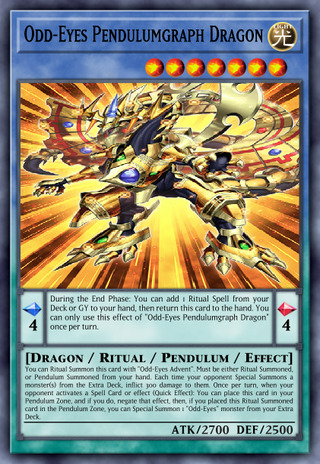 Odd-Eyes Pendulumgraph Dragon
LIGHT
光
During the End Phase: You can add 1 Ritual Spell from your
Deck or GY to your hand, then return this card to the hand. You
can only use this effect of "Odd-Eyes Pendulumgraph Dragon"
once per turn.
4
4
[Dragon / Ritual / Pendulum / Effect]
You can Ritual Summon this card with "Odd-Eyes Advent". Must be either Ritual Summoned,
or Pendulum Summoned from your hand. Each time your opponent Special Summons a
monster(s) from the Extra Deck, inflict 300 damage to them. Once per turn, when your
opponent activates a Spell Card or effect (Quick Effect): You can place this card in your
Pendulum Zone, and if you do, negate that effect, then, if you placed this Ritual Summoned
card in the Pendulum Zone, you can Special Summon 1 "Odd-Eyes" monster from your Extra
Deck.
ATK/2700 DEF/2500